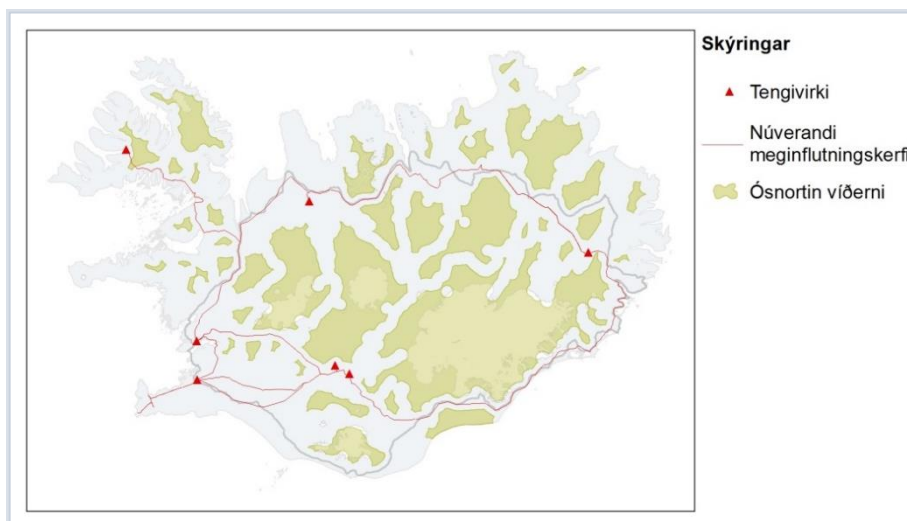 Skýringar
Tengivirki
Núverandi
meginflutningskerfi
Ósnortin víðerni